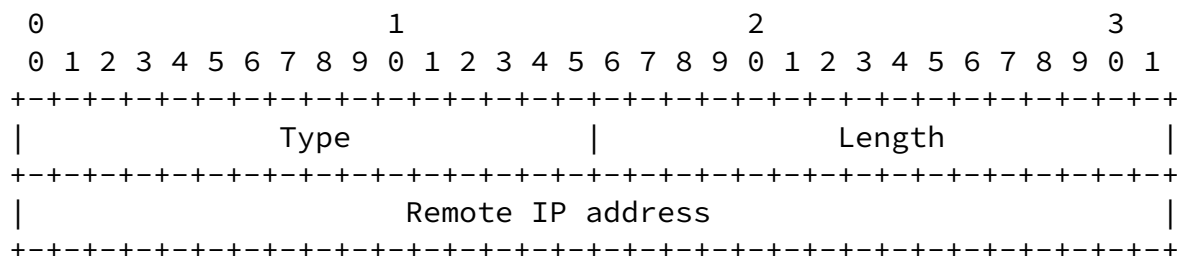 0                   1                   2                   3
 0 1 2 3 4 5 6 7 8 9 0 1 2 3 4 5 6 7 8 9 0 1 2 3 4 5 6 7 8 9 0 1
+-+-+-+-+-+-+-+-+-+-+-+-+-+-+-+-+-+-+-+-+-+-+-+-+-+-+-+-+-+-+-+-+
|              Type             |             Length            |
+-+-+-+-+-+-+-+-+-+-+-+-+-+-+-+-+-+-+-+-+-+-+-+-+-+-+-+-+-+-+-+-+
|                     Remote IP address                         |
+-+-+-+-+-+-+-+-+-+-+-+-+-+-+-+-+-+-+-+-+-+-+-+-+-+-+-+-+-+-+-+-+